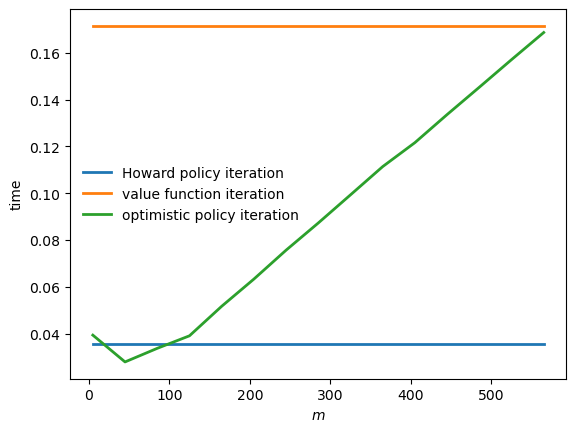 0.16
0.14
0.12
0.10
0.08
0.06
0.04
time
Howard policy iteration
value function iteration
optimistic policy iteration
0 100 200 300 400 500
m